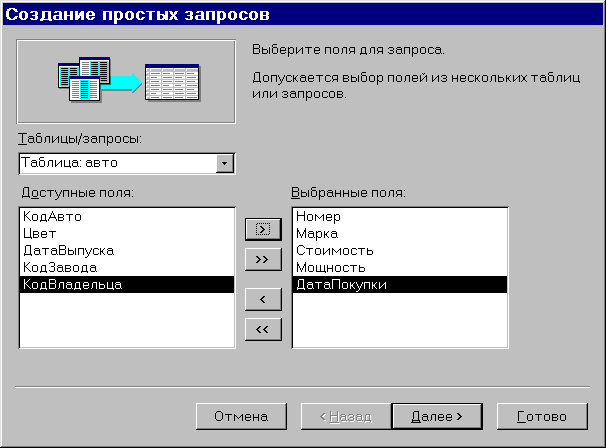 Создание простых запросов
Выберите поля для запроса.
Допускается выбор полей из нескольких таблиц
или запросов.
Таблицы/запросы:
Таблица: авто
Доступные поля:
КодАвто
Цвет
ДатаВыпуска
КодЗавода
КодВладельца
>
>>
<
<<
Выбранные поля:
Номер
Марка
Стоимость
Мощность
ДатаПокупки
Отмена
< Назад
Далее >
Готово